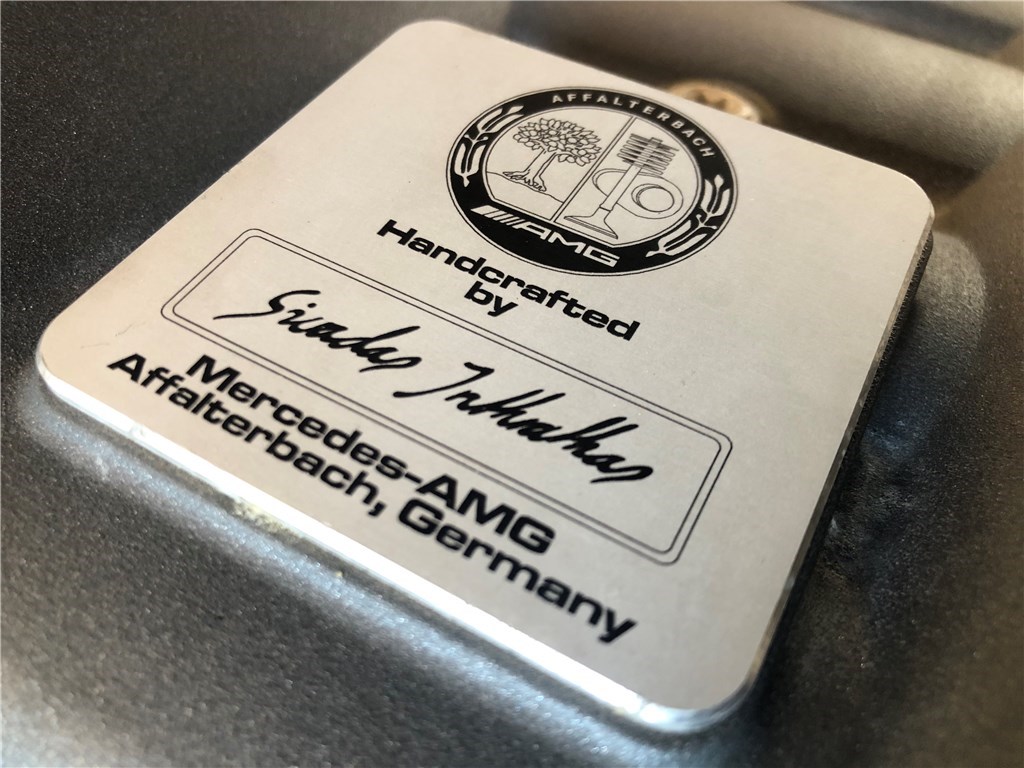 AFFALTERBACH
AMG
Handcrafted
by
Mercedes-AMG
Affalterbach, Germany